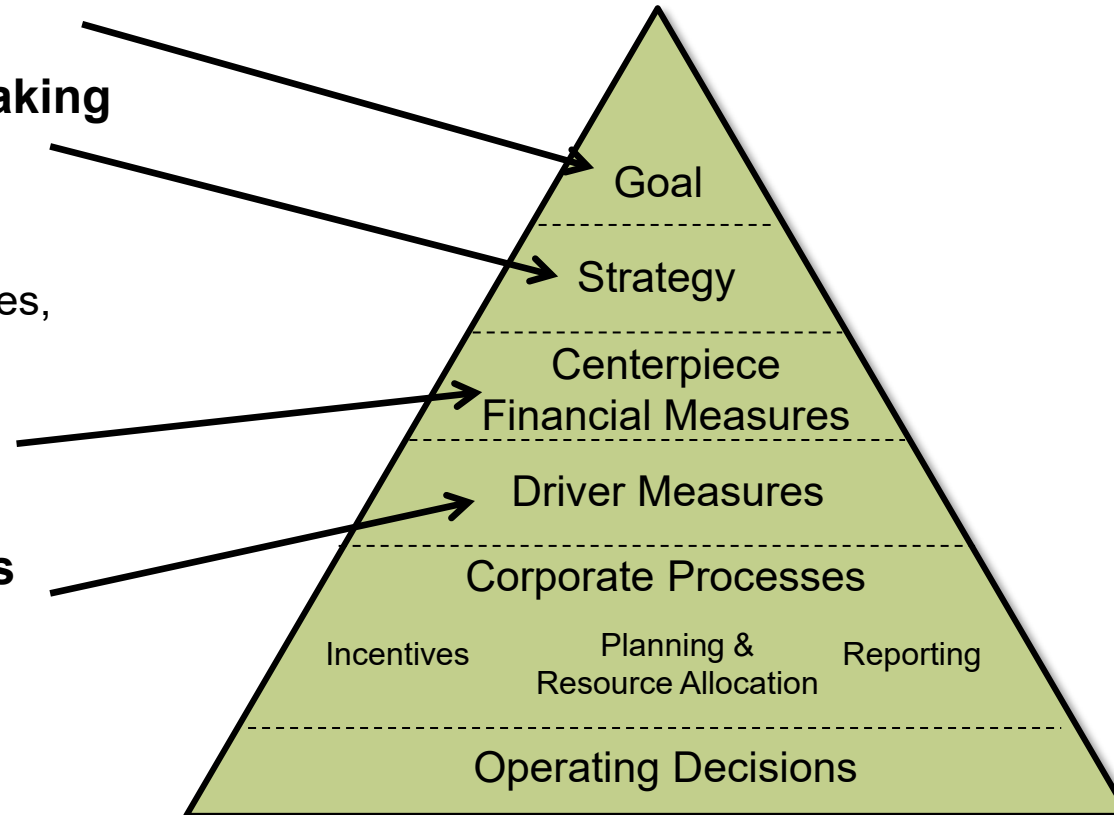 aking
Goal
Strategy
es,
Centerpiece
Financial Measures
Driver Measures
s
Corporate Processes
Incentives
Planning &
Resource Allocation
Reporting
Operating Decisions